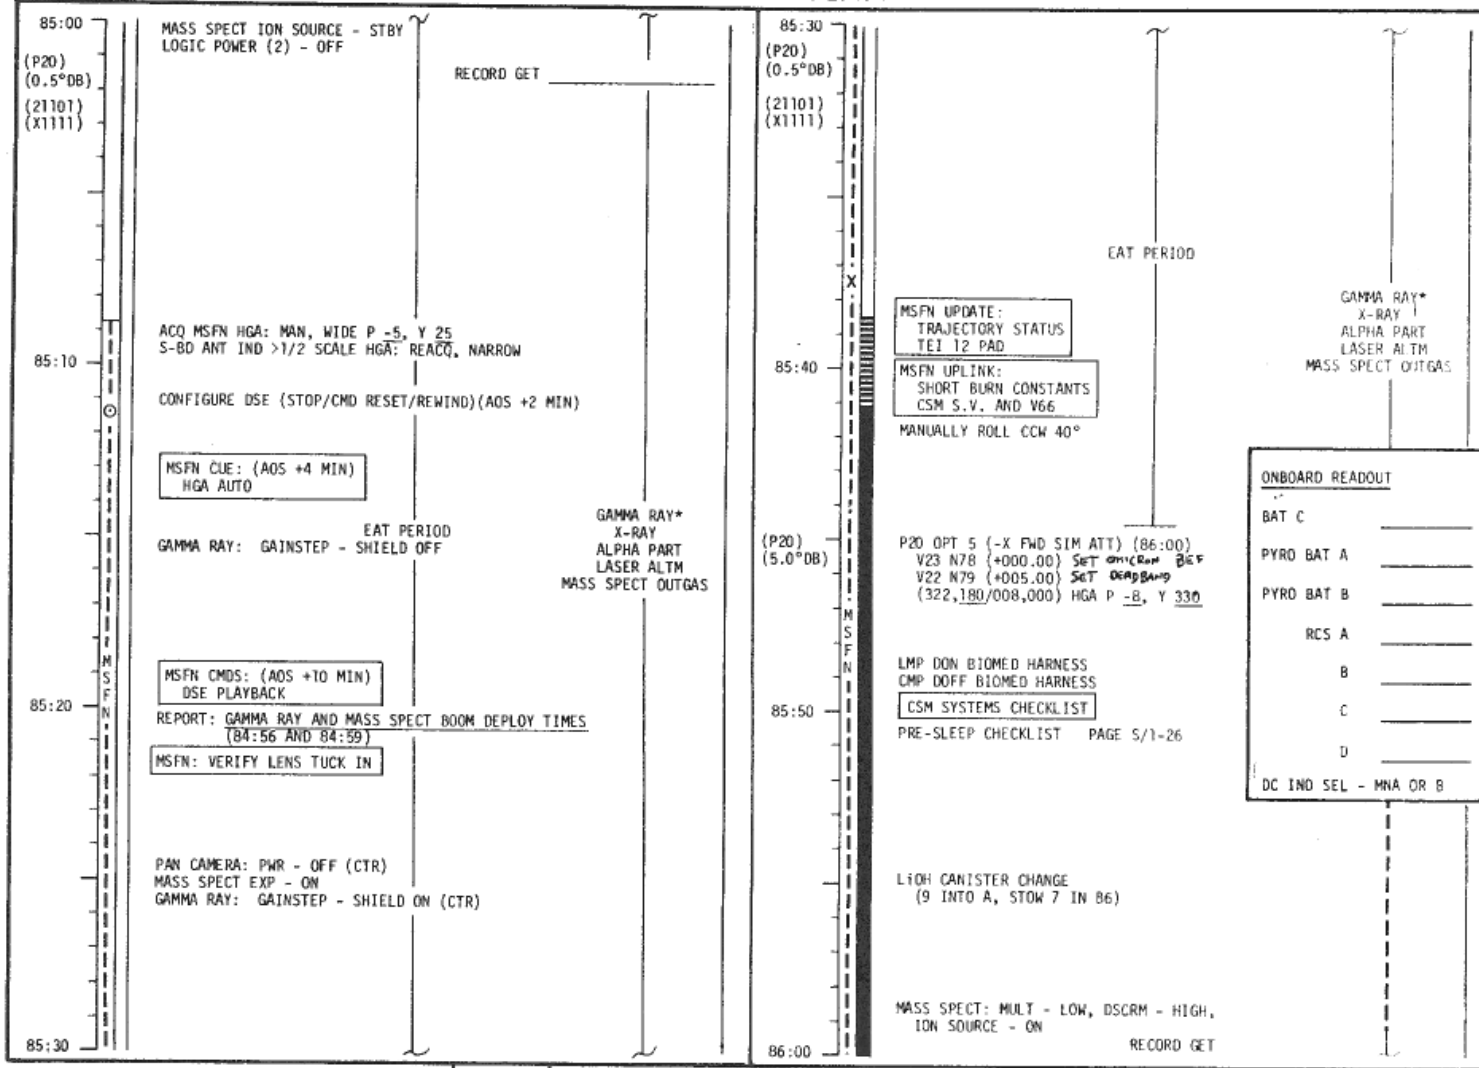 85:00
(P20)
(0.5°DB)
(21101)
(X1111)
MASS SPECT ION SOURCE - STBY
LOGIC POWER (2) - OFF
RECORD GET
ACQ MSFN HGA: MAN, WIDE P -5, Y 25
S-BD ANT IND >1/2 SCALE HGA: REACQ, NARROW
85:10
CONFIGURE DSE (STOP/CMD RESET/REWIND)(AOS +2 MIN)
MSFN CUE: (AOS +4 MIN)
HGA AUTO
EAT PERIOD
GAMMA RAY: GAINSTEP - SHIELD OFF
GAMMA RAY*
X-RAY
ALPHA PART
LASER ALTM
MASS SPECT OUTGAS
MSFN
MSFN CMDS: (AOS +10 MIN)
DSE PLAYBACK
85:20
REPORT: GAMMA RAY AND MASS SPECT BOOM DEPLOY TIMES
(84:56 AND 84:59)
MSFN: VERIFY LENS TUCK IN
PAN CAMERA: PWR - OFF (CTR)
MASS SPECT EXP - ON
GAMMA RAY: GAINSTEP - SHIELD ON (CTR)
85:30
85:30
(P20)
(0.5°DB)
(21101)
(X1111)
EAT PERIOD
X
GAMMA RAY*
X-RAY
ALPHA PART
LASER ALTM
MASS SPECT OUTGAS
MSFN UPDATE:
TRAJECTORY STATUS
TEI 12 PAD
85:40
MSFN UPLINK:
SHORT BURN CONSTANTS
CSM S.V. AND V66
MANUALLY ROLL CCW 40°
(P20)
(5.0°DB)
P20 OPT 5 (-X FWD SIM ATT) (86:00)
V23 N78 (+000.00) SET OMICRON BEF
V22 N79 (+005.00) SET DEADBAND
(322,180/008,000) HGA P -8, Y 330
MSFN
LMP DON BIOMED HARNESS
CMP DOFF BIOMED HARNESS
85:50
CSM SYSTEMS CHECKLIST
PRE-SLEEP CHECKLIST PAGE S/1-26
ONBOARD READOUT
BAT C
PYRO BAT A
PYRO BAT B
RCS A
B
C
D
DC IND SEL - MNA OR B
LiOH CANISTER CHANGE
(9 INTO A, STOW 7 IN B6)
MASS SPECT: MULT - LOW, DSCRM - HIGH,
ION SOURCE - ON
RECORD GET
86:00